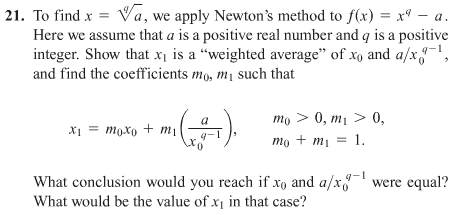 21. To find x = \sqrt[q]{a}, we apply Newton's method to f(x) = x^q − a.
Here we assume that a is a positive real number and q is a positive
integer. Show that x₁ is a “weighted average” of x₀ and a/x₀^{q−1},
and find the coefficients m₀, m₁ such that
x₁ = m₀x₀ + m₁(a/x₀^{q−1}), m₀ > 0, m₁ > 0,
m₀ + m₁ = 1.
What conclusion would you reach if x₀ and a/x₀^{q−1} were equal?
What would be the value of x₁ in that case?